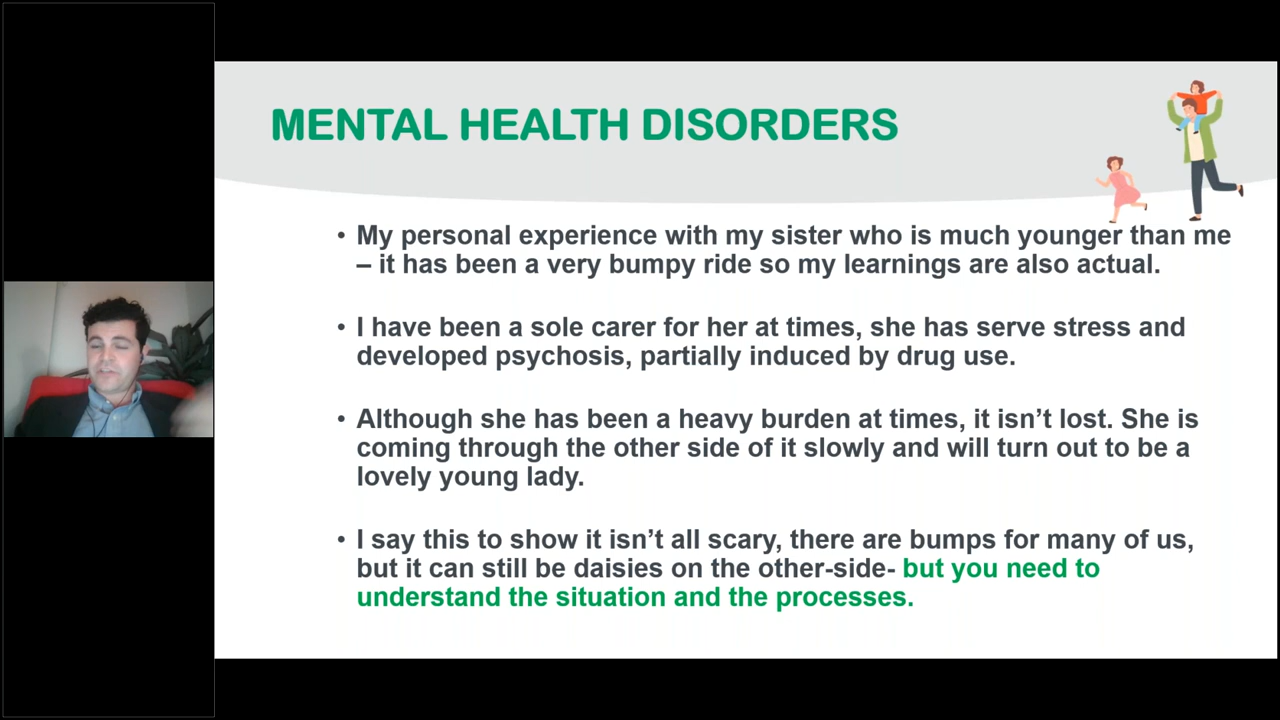 MENTAL HEALTH DISORDERS
• My personal experience with my sister who is much younger than me
– it has been a very bumpy ride so my learnings are also actual.
• I have been a sole carer for her at times, she has serve stress and
developed psychosis, partially induced by drug use.
• Although she has been a heavy burden at times, it isn’t lost. She is
coming through the other side of it slowly and will turn out to be a
lovely young lady.
• I say this to show it isn’t all scary, there are bumps for many of us,
but it can still be daisies on the other-side- but you need to
understand the situation and the processes.